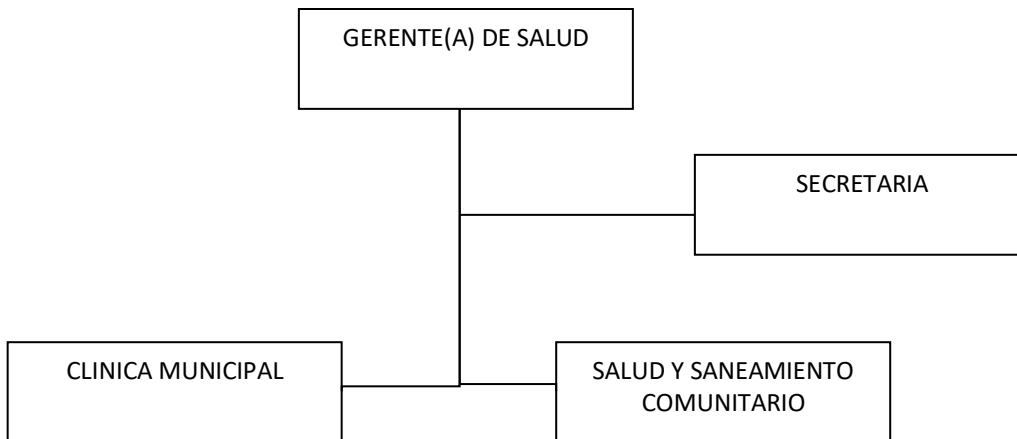 GERENTE(A) DE SALUD
SECRETARIA
CLINICA MUNICIPAL
SALUD Y SANEAMIENTO
COMUNITARIO